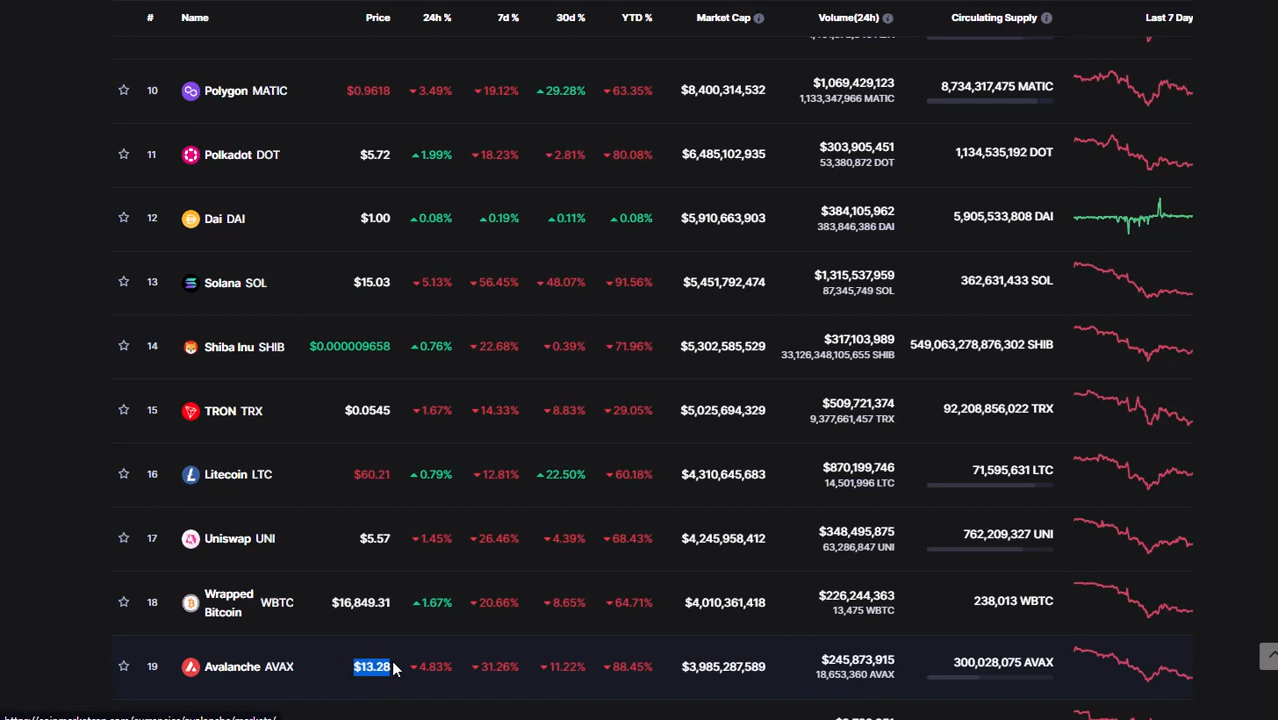 # Name Price 24h % 7d % 30d % YTD % Market Cap Volume(24h) Circulating Supply Last 7 Day
10 Polygon MATIC $0.9618 3.49% 19.12% 29.28% 63.35% $8,400,314,532 $1,069,429,123 8,734,317,475 MATIC
1,133,347,966 MATIC
11 Polkadot DOT $5.72 1.99% 18.23% 2.81% 80.08% $6,485,102,935 $303,905,451 1,134,535,192 DOT
53,380,872 DOT
12 Dai DAI $1.00 0.08% 0.19% 0.11% 0.08% $5,910,663,903 $384,105,962 5,905,533,808 DAI
383,846,386 DAI
13 Solana SOL $15.03 5.13% 56.45% 48.07% 91.56% $5,451,792,474 $1,315,537,959 362,631,433 SOL
87,345,749 SOL
14 Shiba Inu SHIB $0.000009658 0.76% 22.68% 0.39% 71.96% $5,302,585,529 $317,103,989 549,063,278,876,302 SHIB
33,126,348,105,655 SHIB
15 TRON TRX $0.0545 1.67% 14.33% 8.83% 29.05% $5,025,694,329 $509,721,374 92,208,856,022 TRX
9,377,661,457 TRX
16 Litecoin LTC $60.21 0.79% 12.81% 22.50% 60.18% $4,310,645,683 $870,199,746 71,595,631 LTC
14,501,996 LTC
17 Uniswap UNI $5.57 1.45% 26.46% 4.39% 68.43% $4,245,958,412 $348,495,875 762,209,327 UNI
63,286,847 UNI
18 Wrapped Bitcoin WBTC $16,849.31 1.67% 20.66% 8.65% 64.71% $4,010,361,418 $226,244,363 238,013 WBTC
13,475 WBTC
19 Avalanche AVAX $13.28 4.83% 31.26% 11.22% 88.45% $3,985,287,589 $245,873,915 300,028,075 AVAX
18,653,360 AVAX